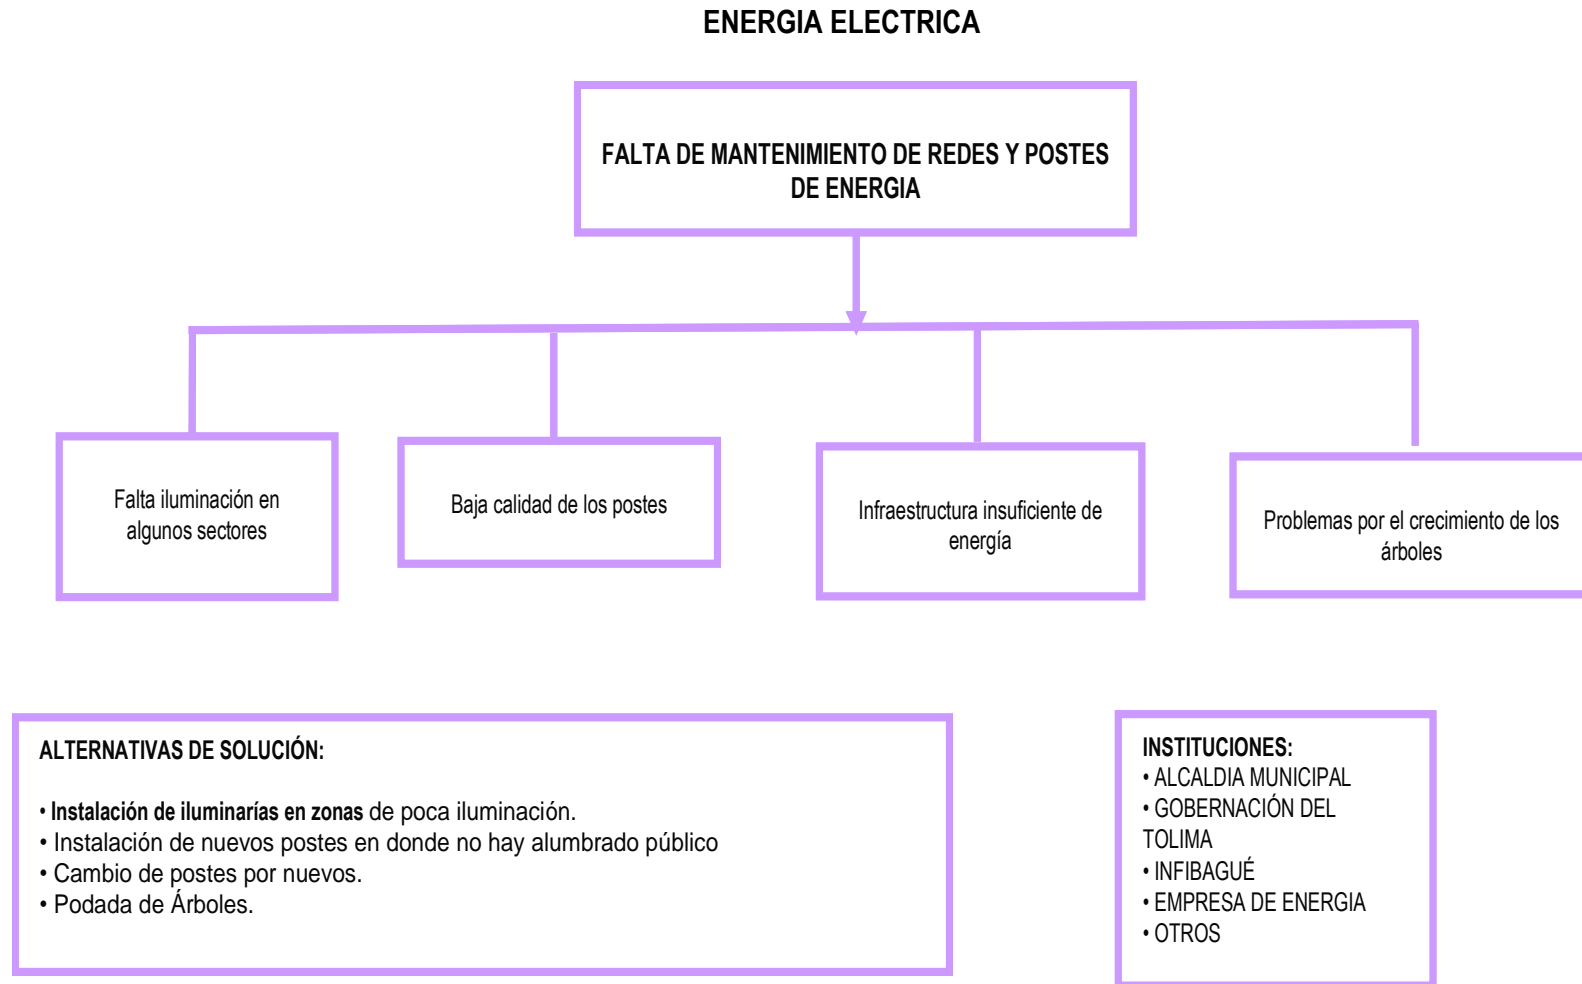 ENERGIA ELECTRICA
FALTA DE MANTENIMIENTO DE REDES Y POSTES
DE ENERGIA
Falta iluminación en
algunos sectores
Baja calidad de los postes
Infraestructura insuficiente de
energía
Problemas por el crecimiento de los
árboles
ALTERNATIVAS DE SOLUCIÓN:
• Instalación de iluminarías en zonas de poca iluminación.
• Instalación de nuevos postes en donde no hay alumbrado público
• Cambio de postes por nuevos.
• Podada de Árboles.
INSTITUCIONES:
• ALCALDIA MUNICIPAL
• GOBERNACIÓN DEL
TOLIMA
• INFIBAGUÉ
• EMPRESA DE ENERGIA
• OTROS